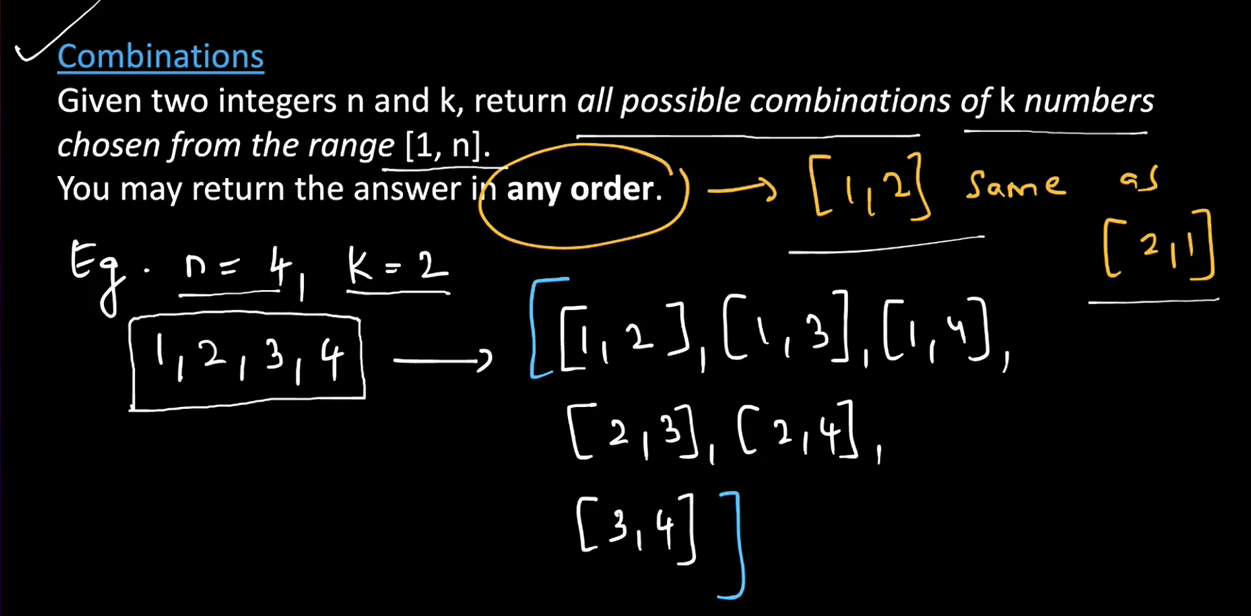 Combinations
Given two integers n and k, return all possible combinations of k numbers
chosen from the range [1, n].
You may return the answer in any order. → [1,2] same as
[2,1]
Eg. n = 4, k = 2
1, 2, 3, 4 → [[1, 2], [1, 3], [1, 4],
[2, 3], [2, 4],
[3, 4]]